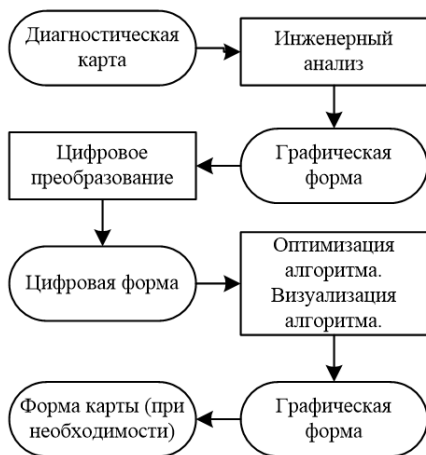 Диагностическая
карта
Инженерный
анализ
Графическая
форма
Цифровое
преобразование
Цифровая форма
Оптимизация
алгоритма.
Визуализация
алгоритма.
Графическая
форма
Форма карты (при
необходимости)